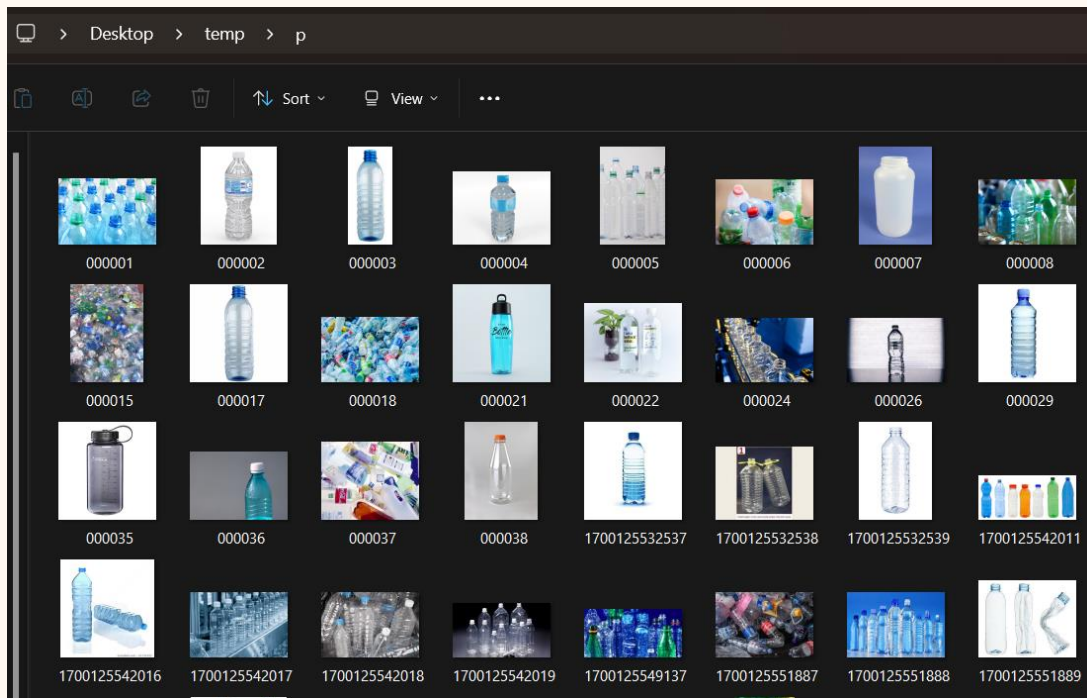 > Desktop > temp > p
Sort View •••
000001 000002 000003 000004 000005 000006 000007 000008
000015 000017 000018 000021 000022 000024 000026 000029
Bottle
000035 000036 000037 000038 1700125532537 1700125532538 1700125532539 1700125542011
1700125542016 1700125542017 1700125542018 1700125542019 1700125549137 1700125551887 1700125551888 1700125551889